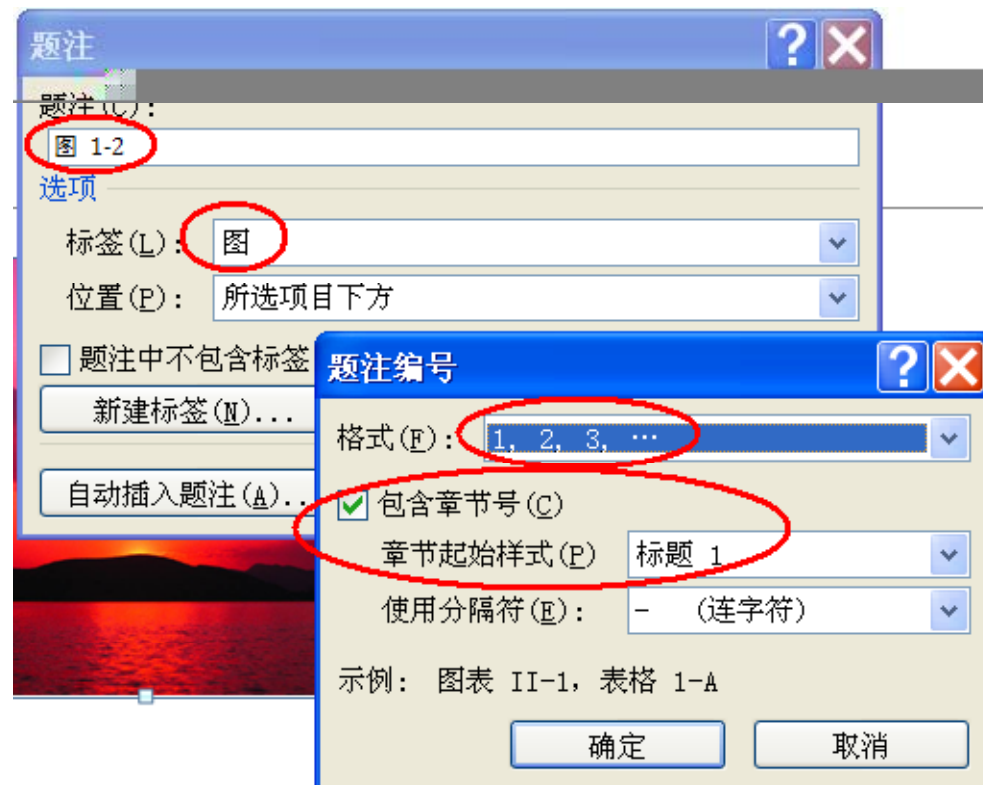 题注
题注(C):
图 1-2
选项
标签(L): 图
位置(P): 所选项目下方
题注中不包含标签
新建标签(N)...
自动插入题注(A)..
题注编号
格式(F): 1, 2, 3, …
包含章节号(C)
章节起始样式(P) 标题 1
使用分隔符(E): - (连字符)
示例: 图表 II-1, 表格 1-A
确定 取消